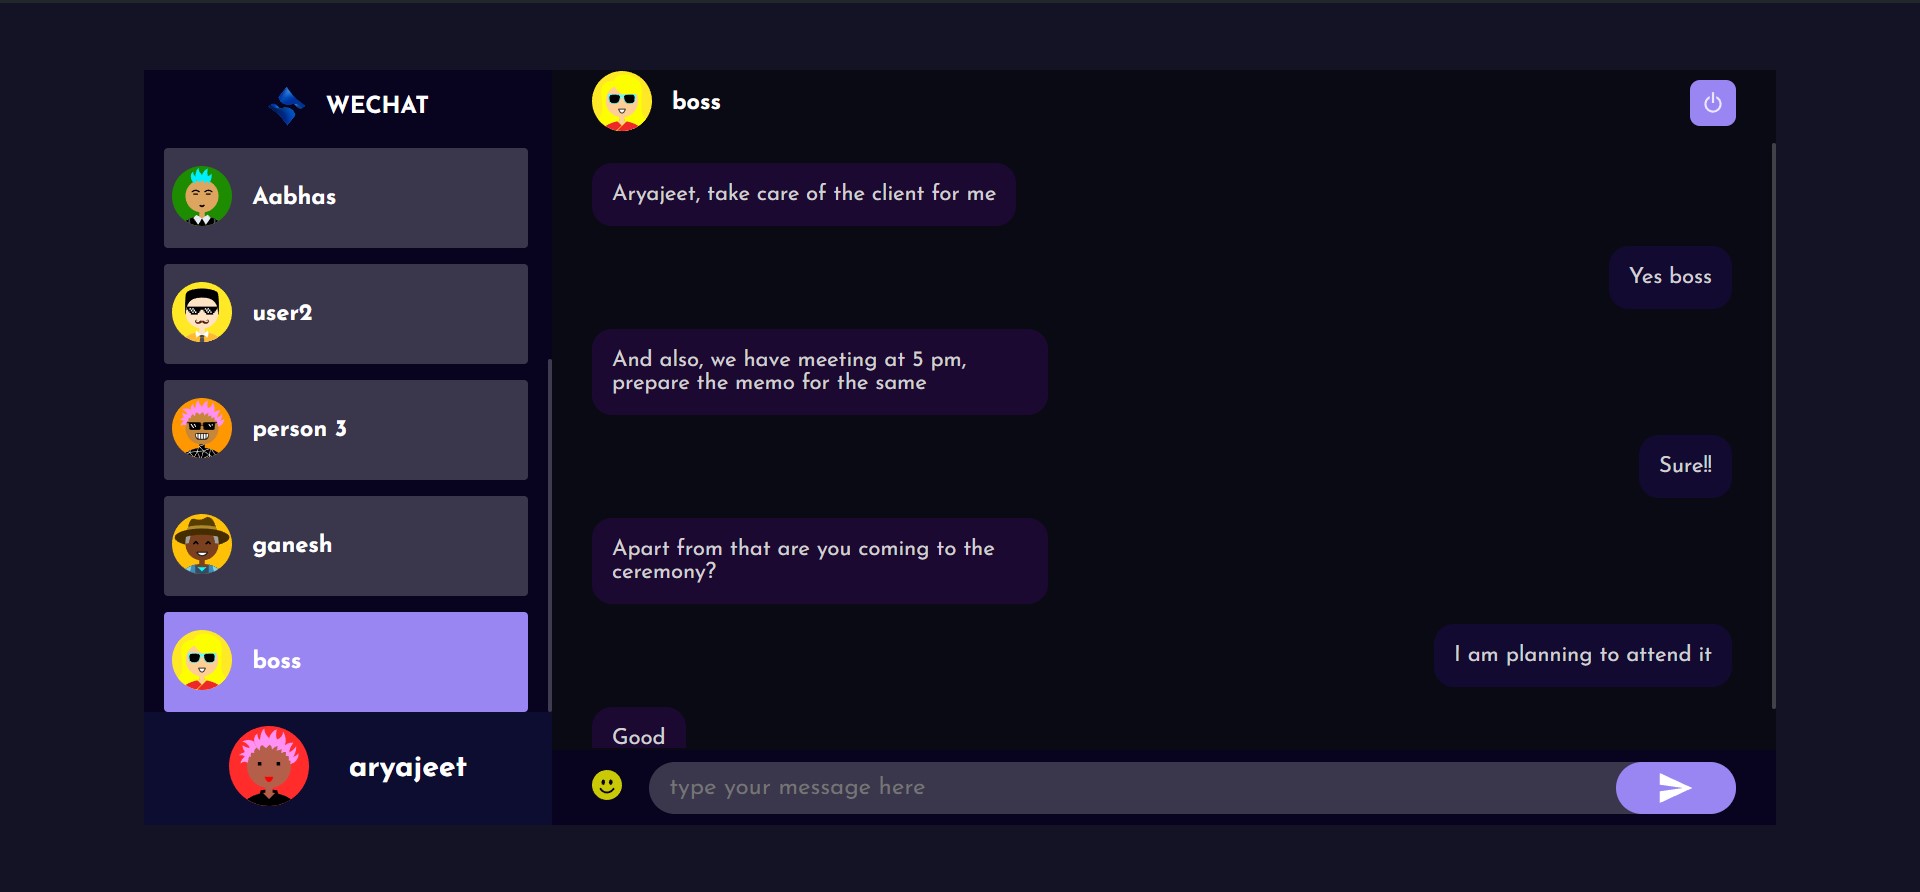 WECHAT
Aabhas
user2
person 3
ganesh
boss
aryajeet
boss
Aryajeet, take care of the client for me
Yes boss
And also, we have meeting at 5 pm,
prepare the memo for the same
Sure!!
Apart from that are you coming to the
ceremony?
I am planning to attend it
Good
type your message here